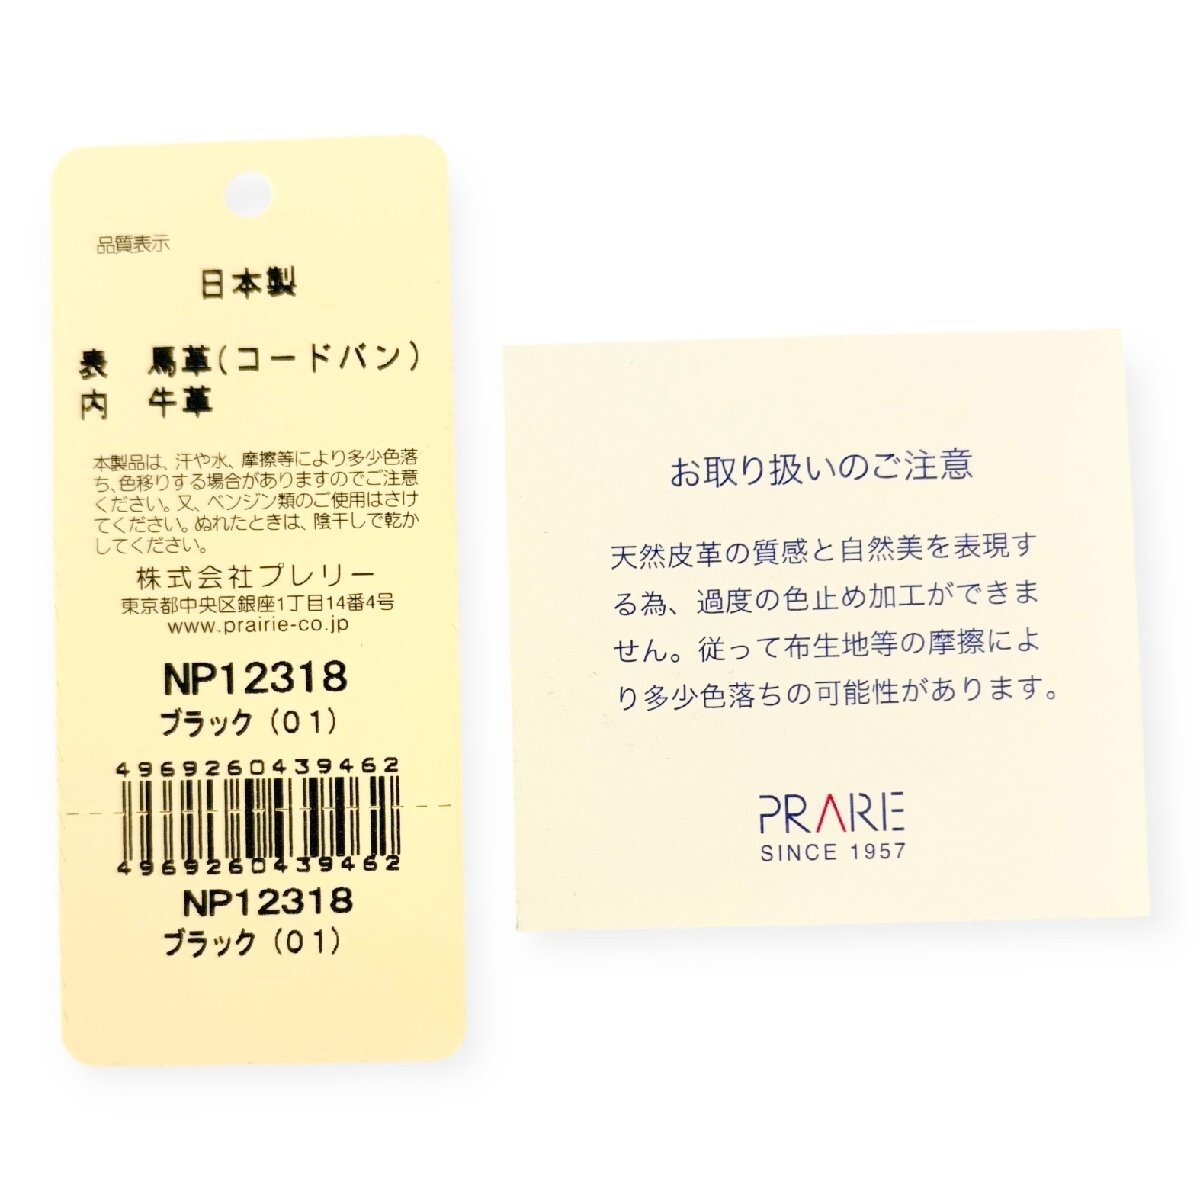 品質表示
日本製
表　馬革(コードバン)
内　牛革
本製品は、汗や水、摩擦等により多少色落
ち、色移りする場合がありますのでご注意
ください。又、ベンジン類のご使用はさけ
てください。ぬれたときは、陰干しで乾か
してください。
株式会社プレリー
東京都中央区銀座1丁目14番4号
www.prairie-co.jp
NP12318
ブラック(01)
4969260439462
4969260439462
NP12318
ブラック(01)
お取り扱いのご注意
天然皮革の質感と自然美を表現す
る為、過度の色止め加工ができま
せん。従って布生地等の摩擦によ
り多少色落ちの可能性があります。
PRARIE
SINCE 1957